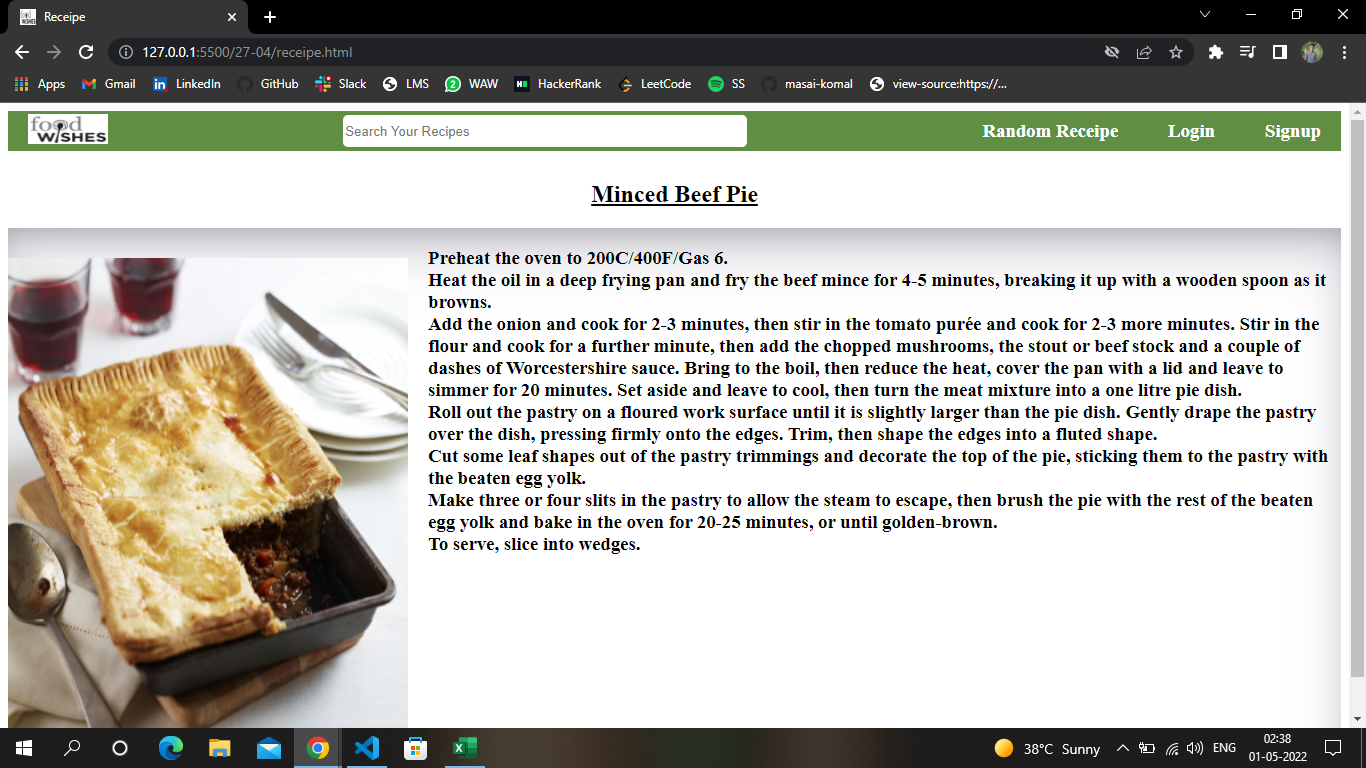 Receipe
127.0.0.1:5500/27-04/receipe.html
Apps Gmail LinkedIn GitHub Slack LMS WAW HackerRank LeetCode SS masai-komal view-source:https://...
food WISHES Search Your Recipes Random Receipe Login Signup
Minced Beef Pie
Preheat the oven to 200C/400F/Gas 6.
Heat the oil in a deep frying pan and fry the beef mince for 4-5 minutes, breaking it up with a wooden spoon as it
browns.
Add the onion and cook for 2-3 minutes, then stir in the tomato purée and cook for 2-3 more minutes. Stir in the
flour and cook for a further minute, then add the chopped mushrooms, the stout or beef stock and a couple of
dashes of Worcestershire sauce. Bring to the boil, then reduce the heat, cover the pan with a lid and leave to
simmer for 20 minutes. Set aside and leave to cool, then turn the meat mixture into a one litre pie dish.
Roll out the pastry on a floured work surface until it is slightly larger than the pie dish. Gently drape the pastry
over the dish, pressing firmly onto the edges. Trim, then shape the edges into a fluted shape.
Cut some leaf shapes out of the pastry trimmings and decorate the top of the pie, sticking them to the pastry with
the beaten egg yolk.
Make three or four slits in the pastry to allow the steam to escape, then brush the pie with the rest of the beaten
egg yolk and bake in the oven for 20-25 minutes, or until golden-brown.
To serve, slice into wedges.
38°C Sunny ENG 02:38
01-05-2022